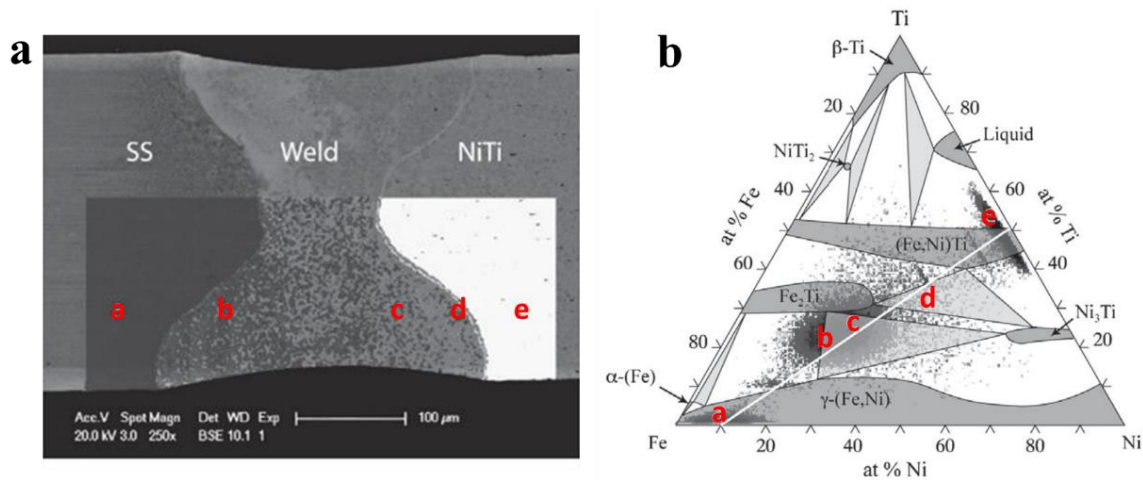 a
SS
Weld
NiTi
a
b
c
d
e
Acc.V Spot Magn Det WD Exp
20.0 kV 3.0 250x BSE 10.1 1
100 µm
b
Ti
β-Ti
20
80
Liquid
NiTi₂
40
60
at % Fe
at % Ti
e
(Fe,Ni)Ti
60
40
Fe₂Ti
d
c
b
Ni₃Ti
80
20
α-(Fe)
a
γ-(Fe,Ni)
Fe
20
40
60
80
Ni
at % Ni